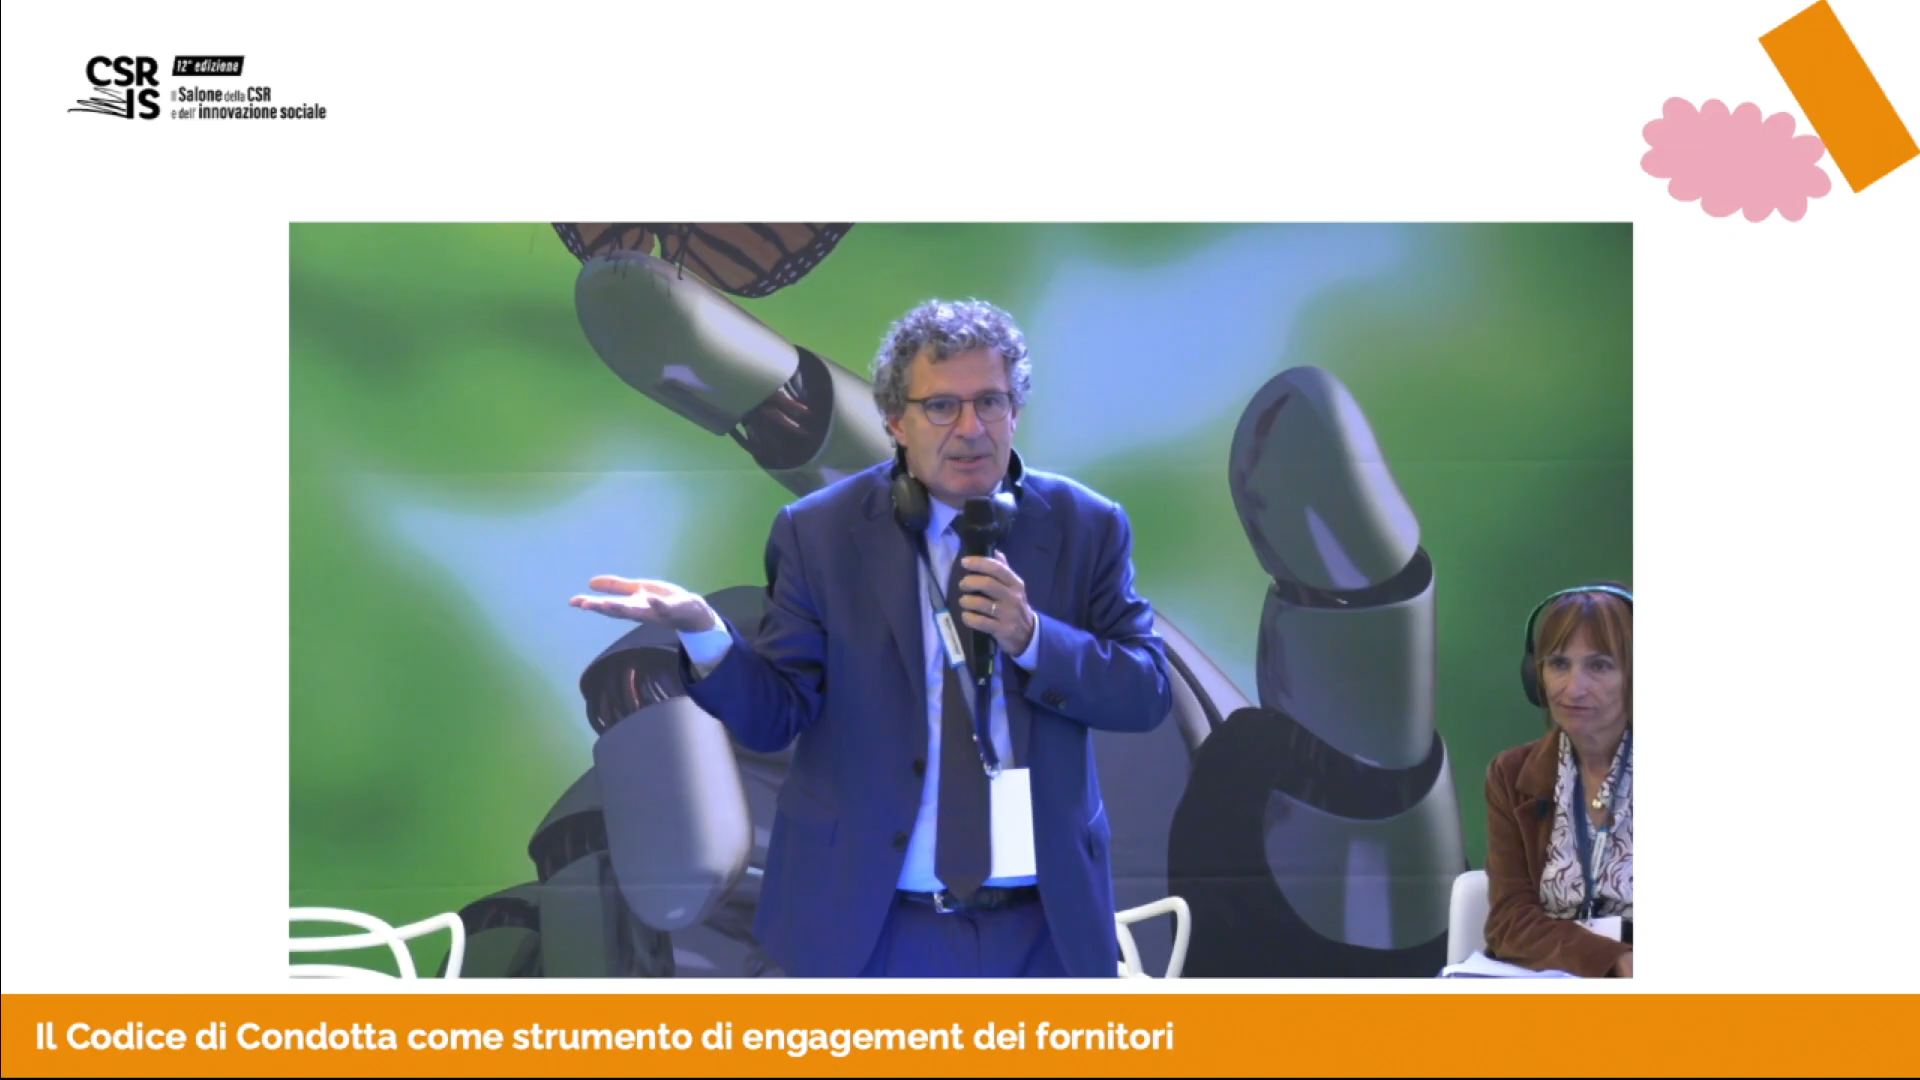 CSR
IS
12ª edizione
Il Salone della CSR
e dell'innovazione sociale
Il Codice di Condotta come strumento di engagement dei fornitori